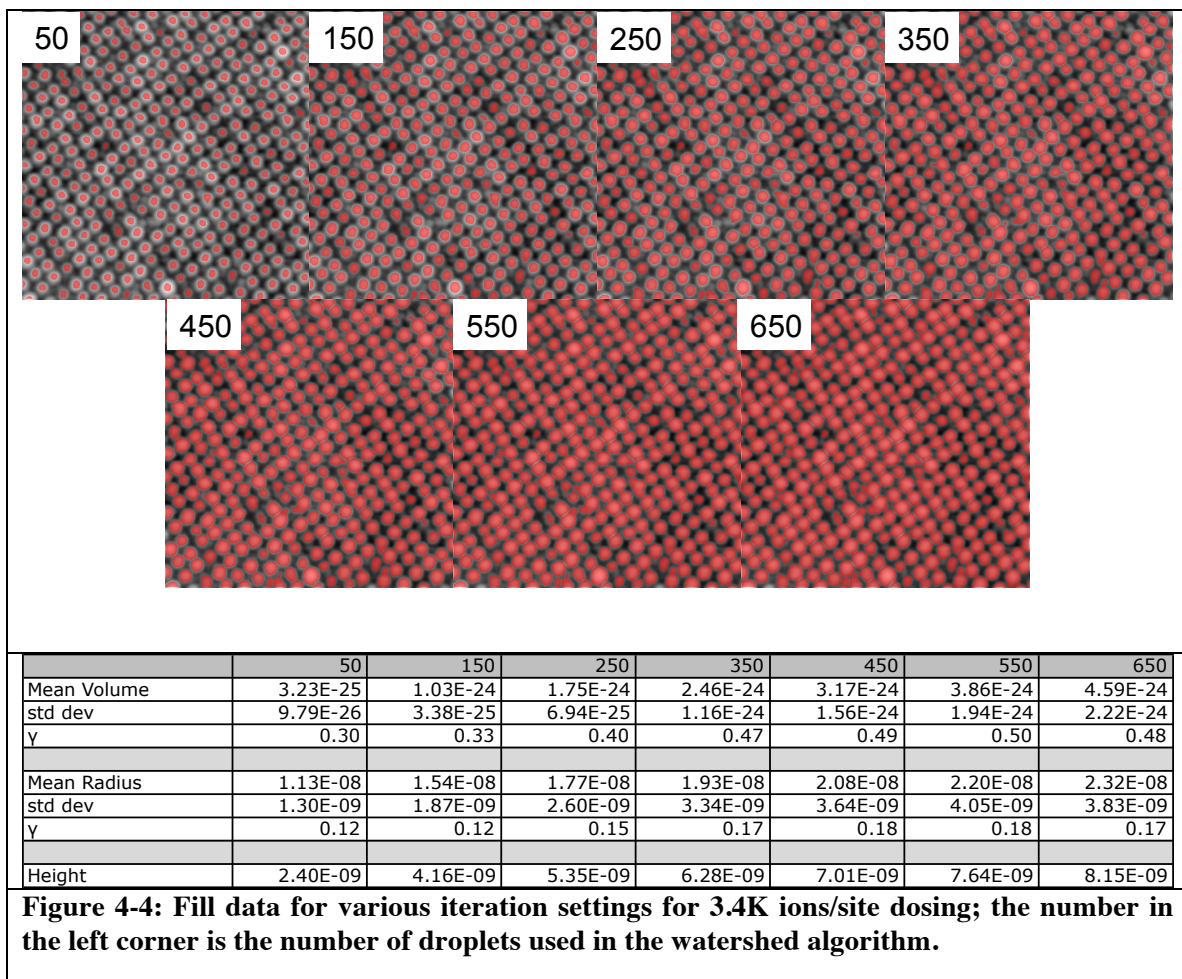 50 150 250 350
450 550 650
50 150 250 350 450 550 650
Mean Volume 3.23E-25 1.03E-24 1.75E-24 2.46E-24 3.17E-24 3.86E-24 4.59E-24
std dev 9.79E-26 3.38E-25 6.94E-25 1.16E-24 1.56E-24 1.94E-24 2.22E-24
γ 0.30 0.33 0.40 0.47 0.49 0.50 0.48
Mean Radius 1.13E-08 1.54E-08 1.77E-08 1.93E-08 2.08E-08 2.20E-08 2.32E-08
std dev 1.30E-09 1.87E-09 2.60E-09 3.34E-09 3.64E-09 4.05E-09 3.83E-09
γ 0.12 0.12 0.15 0.17 0.18 0.18 0.17
Height 2.40E-09 4.16E-09 5.35E-09 6.28E-09 7.01E-09 7.64E-09 8.15E-09
Figure 4-4: Fill data for various iteration settings for 3.4K ions/site dosing; the number in
the left corner is the number of droplets used in the watershed algorithm.